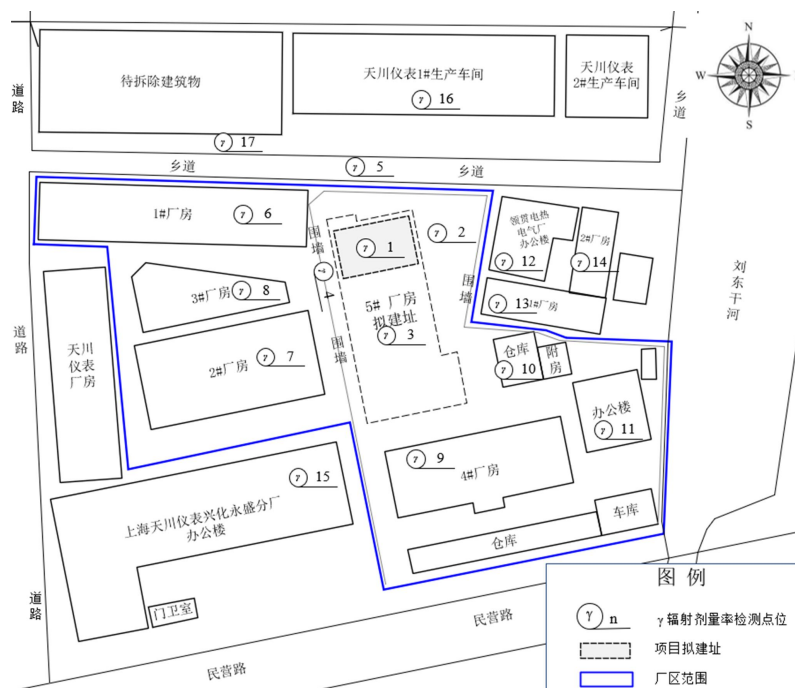 N
W
S
待拆除建筑物
天川仪表1#生产车间
γ 16
天川仪表
2#生产车间
道路
乡道
γ 17
乡道
γ 5
乡道
1#厂房
γ 6
围墙
γ 1
γ 2
领贯电热
电气厂
办公楼
γ 12
2#厂房
γ 14
刘东干河
γ 4
围墙
3#厂房
γ 8
5# 厂房
拟建址
γ 3
围墙
γ 13
1#厂房
道路
天川
仪表
厂房
2#厂房
γ 7
仓库
γ 10
附房
办公楼
γ 11
γ 9
4#厂房
γ 15
上海天川仪表兴化永盛分厂
办公楼
车库
仓库
道路
门卫室
民营路
民营路
图 例
γ n
γ辐射剂量率检测点位
项目拟建址
厂区范围